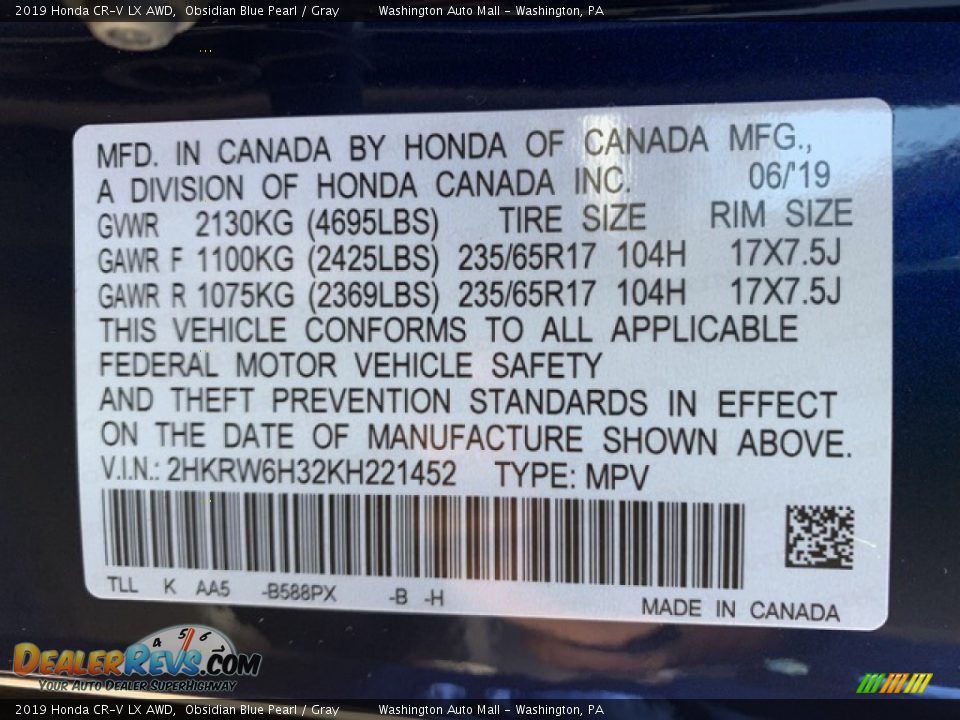 2019 Honda CR-V LX AWD, Obsidian Blue Pearl / Gray Washington Auto Mall - Washington, PA
MFD. IN CANADA BY HONDA OF CANADA MFG.,
A DIVISION OF HONDA CANADA INC. 06/'19
GVWR 2130KG (4695LBS) TIRE SIZE RIM SIZE
GAWR F 1100KG (2425LBS) 235/65R17 104H 17X7.5J
GAWR R 1075KG (2369LBS) 235/65R17 104H 17X7.5J
THIS VEHICLE CONFORMS TO ALL APPLICABLE
FEDERAL MOTOR VEHICLE SAFETY
AND THEFT PREVENTION STANDARDS IN EFFECT
ON THE DATE OF MANUFACTURE SHOWN ABOVE.
V.I.N.: 2HKRW6H32KH221452 TYPE: MPV
TLL K AA5 -B588PX -B -H
MADE IN CANADA
4 5 6
DEALERREVS.COM
YOUR AUTO DEALER SUPERHIGHWAY
2019 Honda CR-V LX AWD, Obsidian Blue Pearl / Gray Washington Auto Mall - Washington, PA